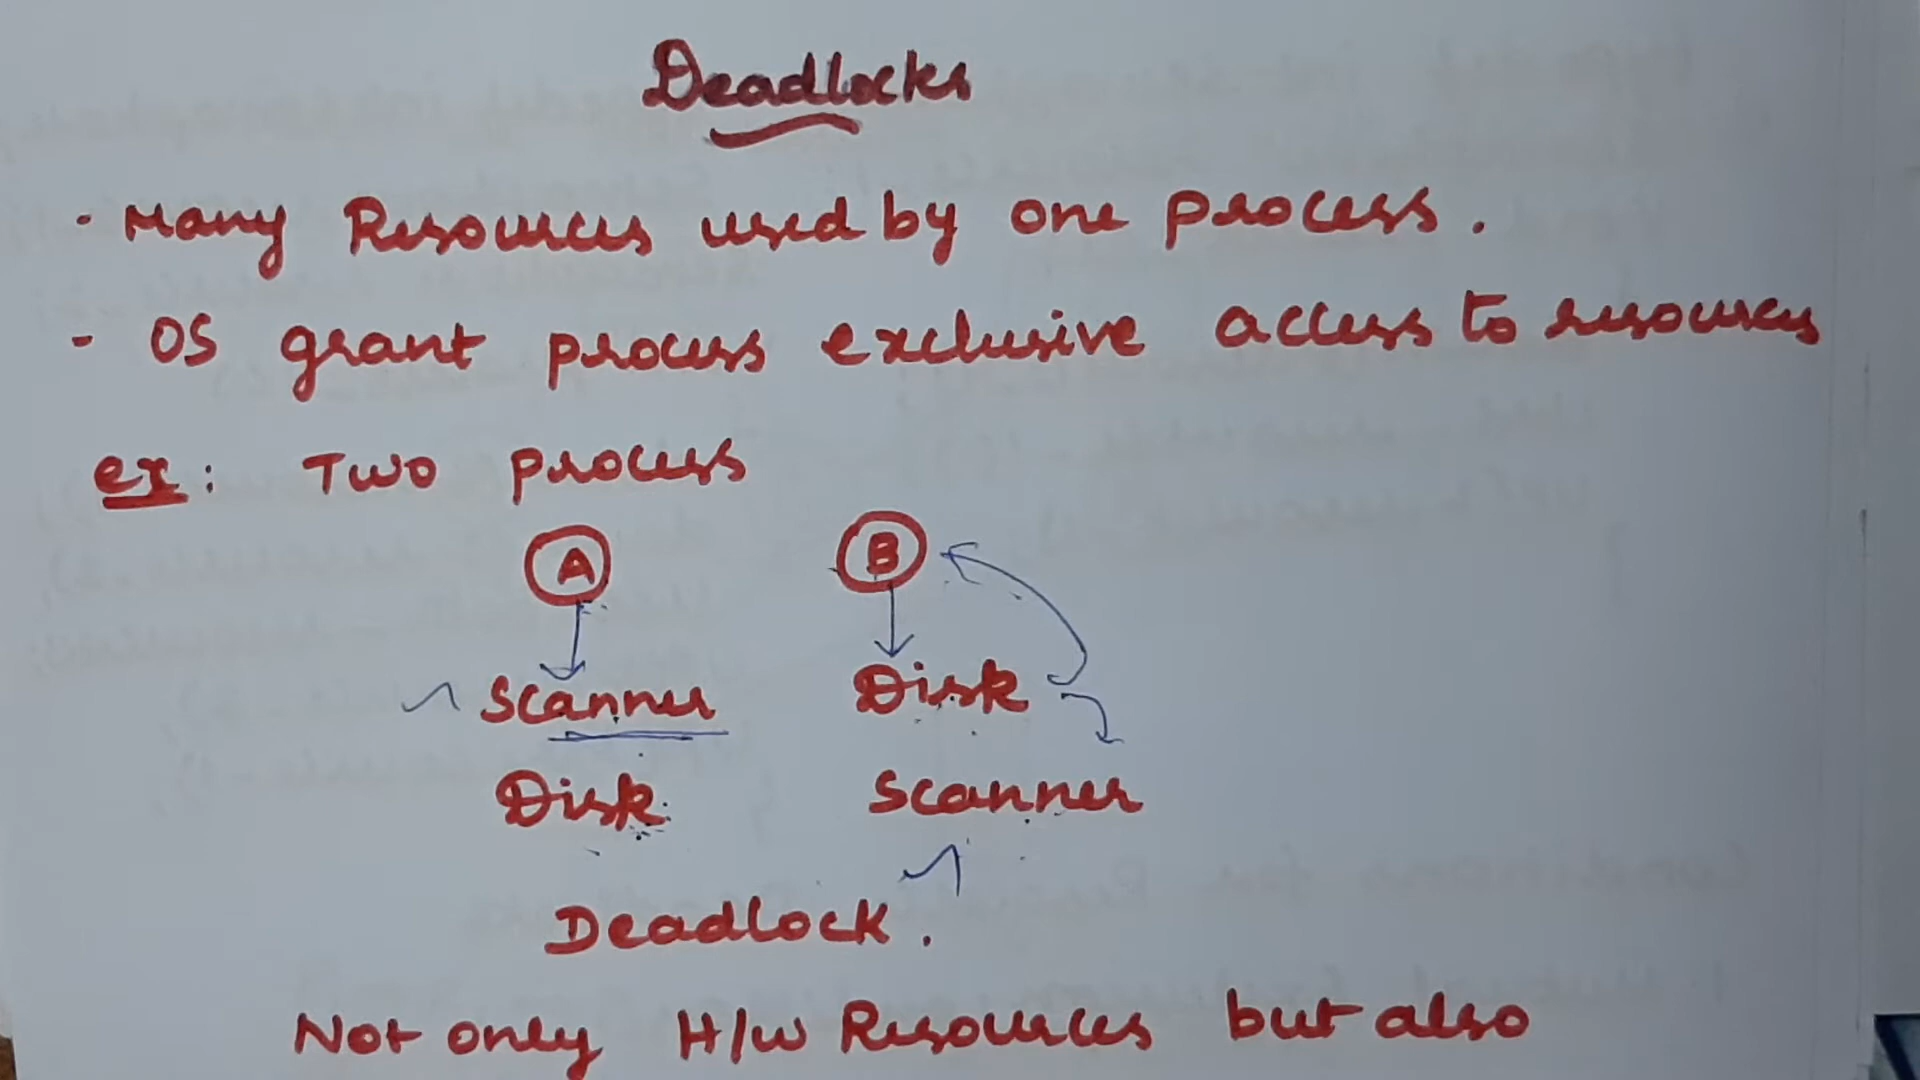 Deadlocks
· Many Resources used by one process.
- OS grant process exclusive access to resources
ex: Two process
A B
Scanner Disk
Disk Scanner
Deadlock.
Not only H/W Resources but also